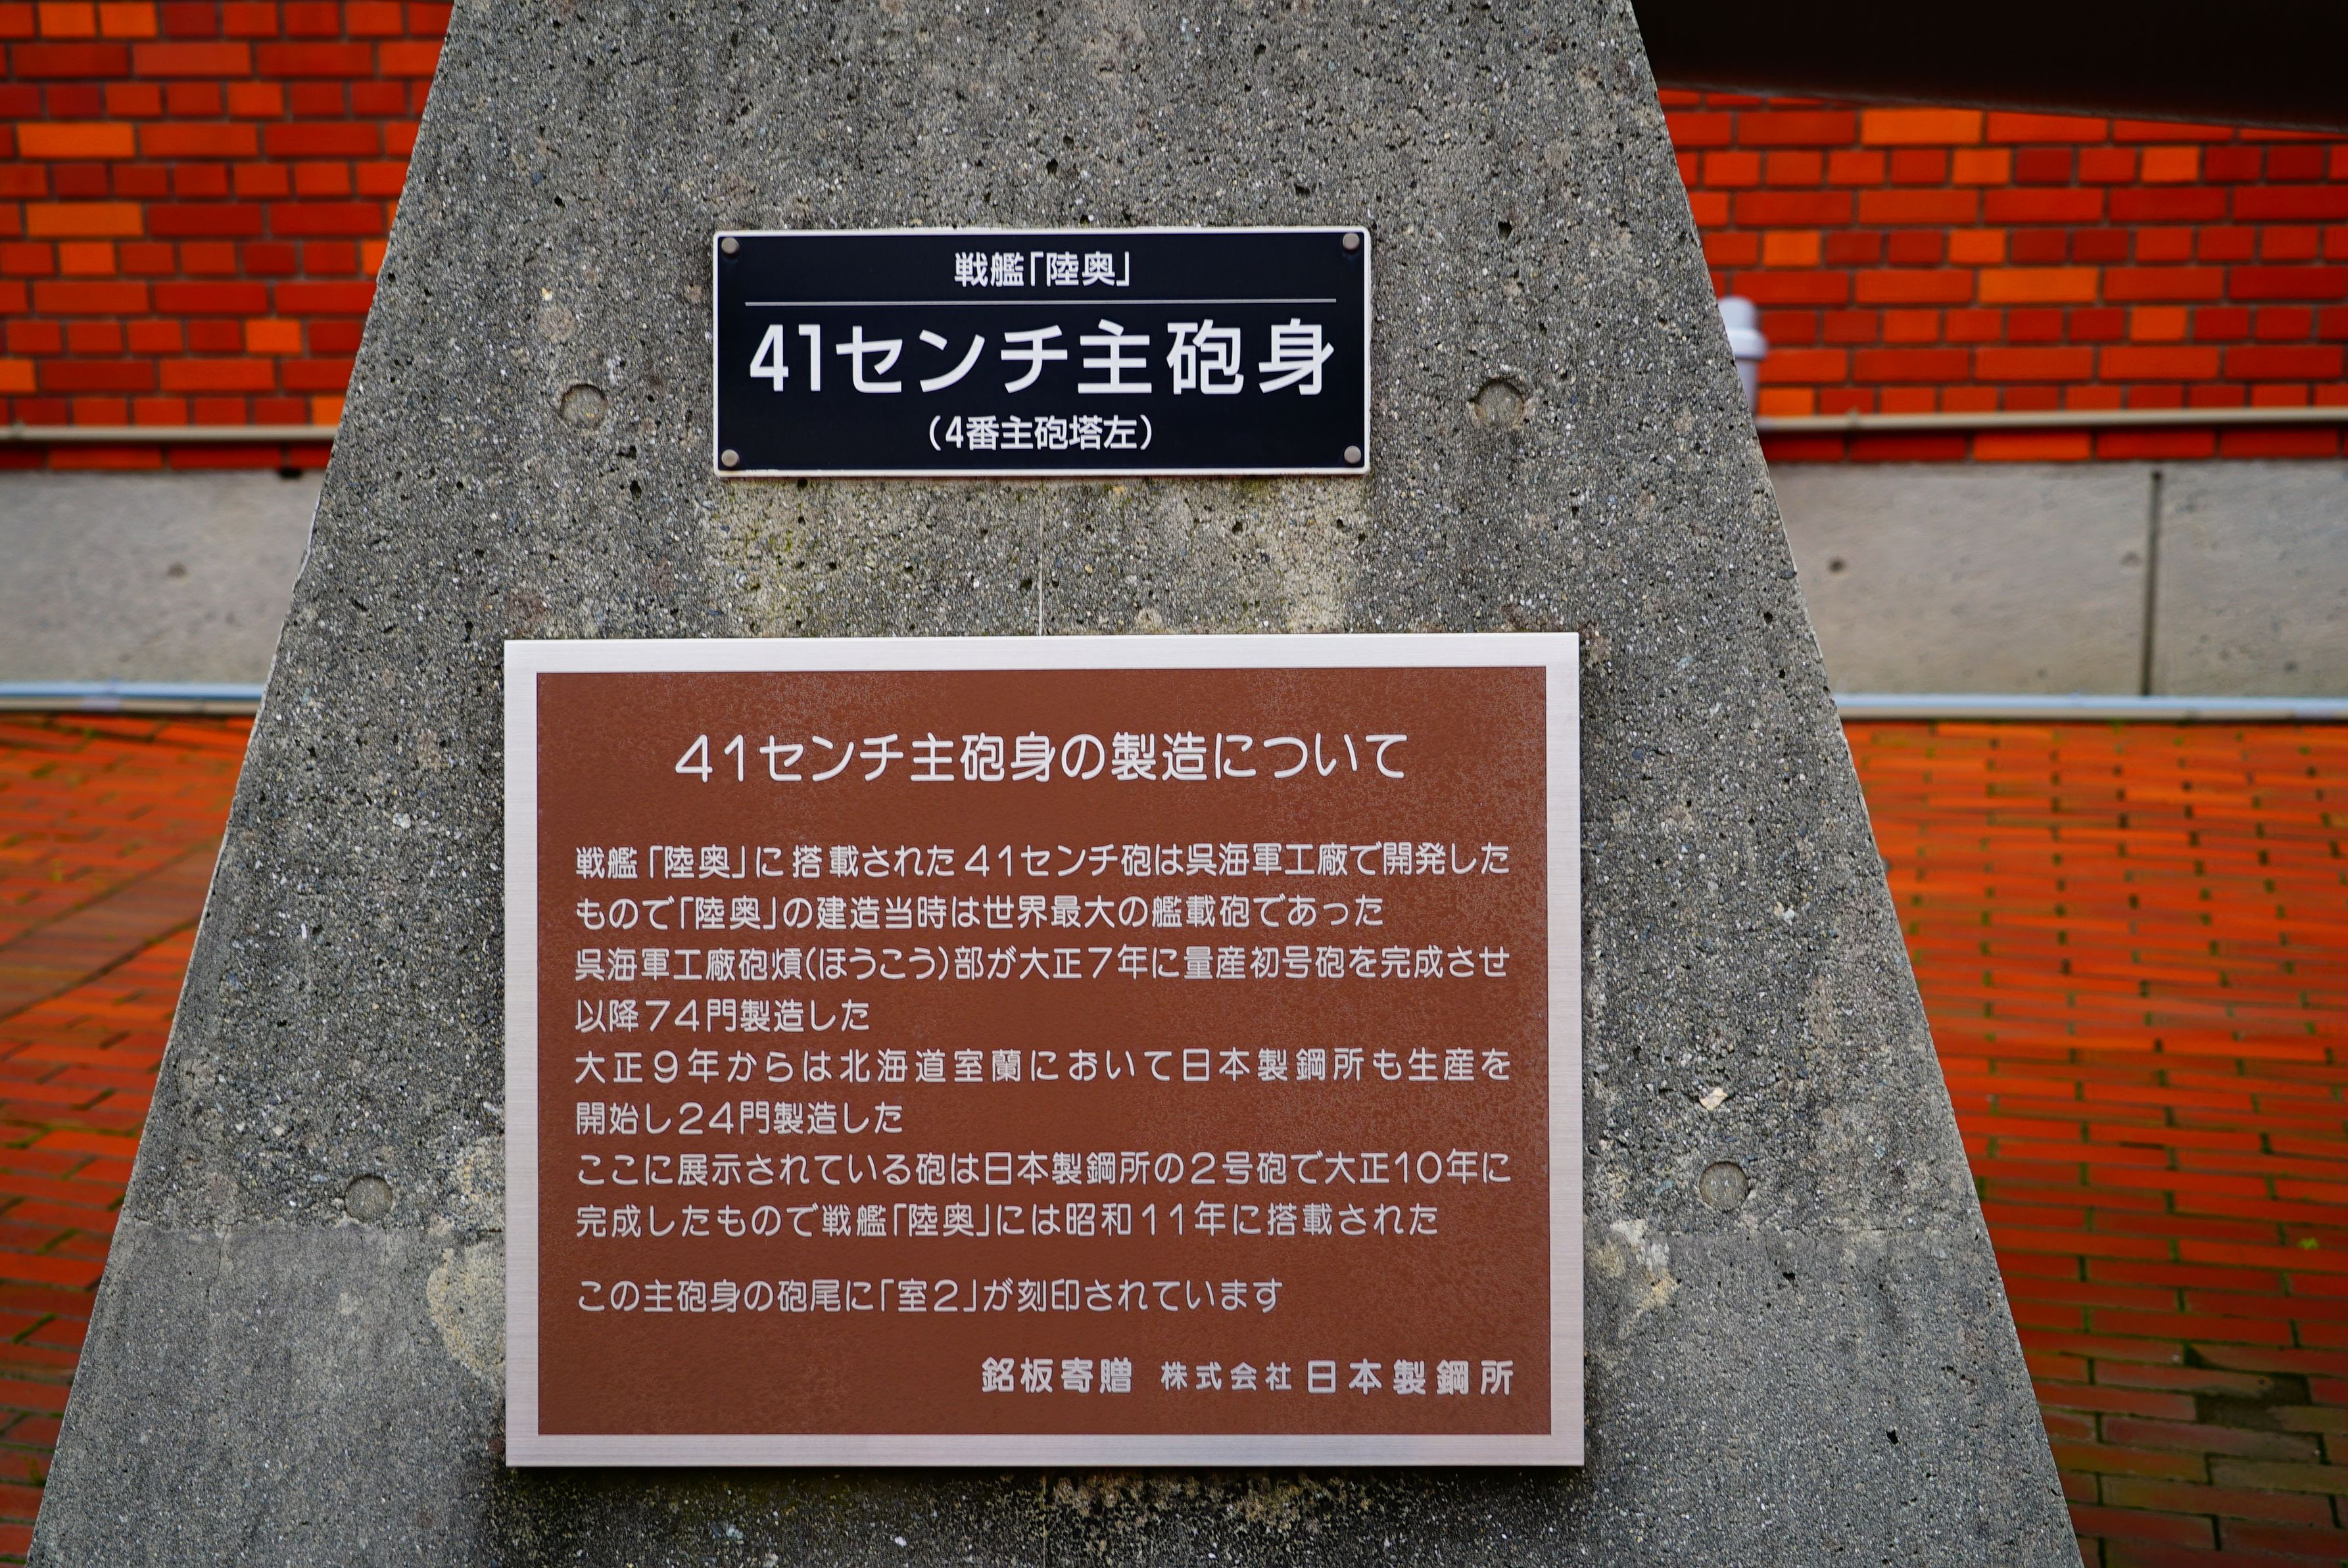 戦艦「陸奥」
41センチ主砲身
(4番主砲塔左)
41センチ主砲身の製造について
戦艦「陸奥」に搭載された41センチ砲は呉海軍工廠で開発した
もので「陸奥」の建造当時は世界最大の艦載砲であった
呉海軍工廠砲熕(ほうこう)部が大正7年に量産初号砲を完成させ
以降74門製造した
大正9年からは北海道室蘭において日本製鋼所も生産を
開始し24門製造した
ここに展示されている砲は日本製鋼所の2号砲で大正10年に
完成したもので戦艦「陸奥」には昭和11年に搭載された
この主砲身の砲尾に「室2」が刻印されています
銘板寄贈 株式会社日本製鋼所